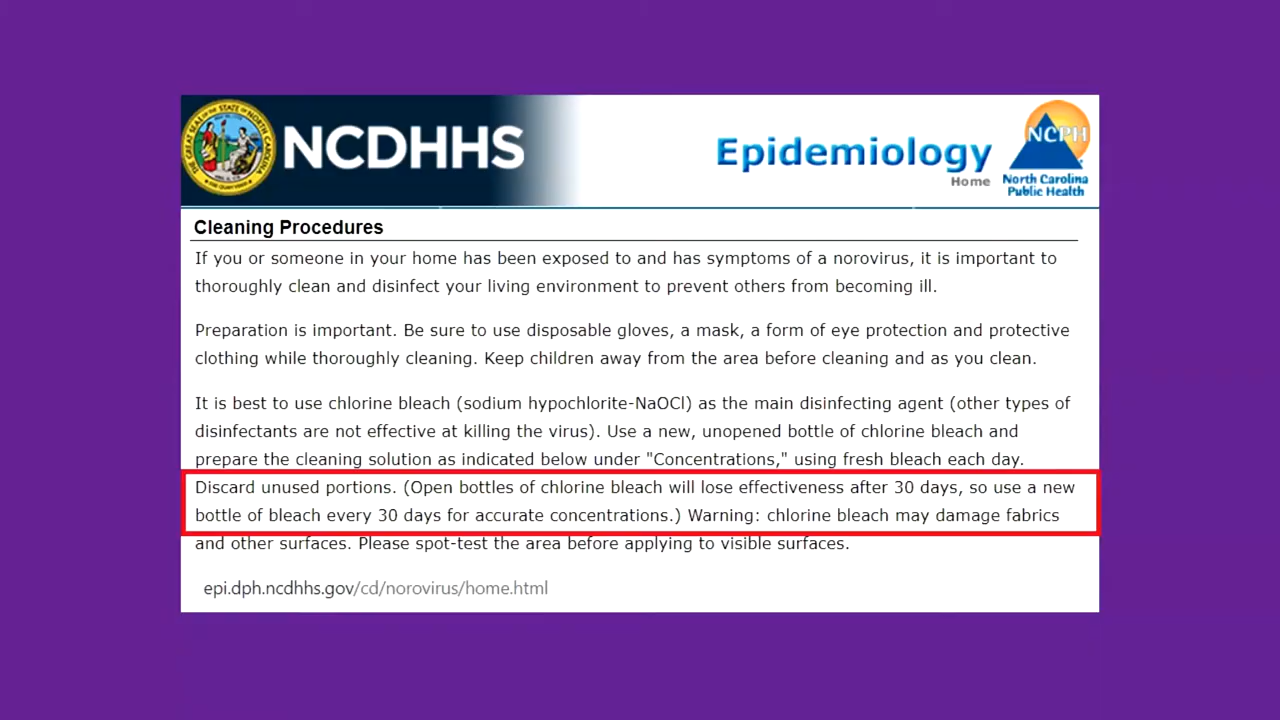 NCDHHS
Epidemiology
Home
NCPH
North Carolina
Public Health
Cleaning Procedures
If you or someone in your home has been exposed to and has symptoms of a norovirus, it is important to
thoroughly clean and disinfect your living environment to prevent others from becoming ill.
Preparation is important. Be sure to use disposable gloves, a mask, a form of eye protection and protective
clothing while thoroughly cleaning. Keep children away from the area before cleaning and as you clean.
It is best to use chlorine bleach (sodium hypochlorite-NaOCl) as the main disinfecting agent (other types of
disinfectants are not effective at killing the virus). Use a new, unopened bottle of chlorine bleach and
prepare the cleaning solution as indicated below under "Concentrations," using fresh bleach each day.
Discard unused portions. (Open bottles of chlorine bleach will lose effectiveness after 30 days, so use a new
bottle of bleach every 30 days for accurate concentrations.) Warning: chlorine bleach may damage fabrics
and other surfaces. Please spot-test the area before applying to visible surfaces.
epi.dph.ncdhhs.gov/cd/norovirus/home.html